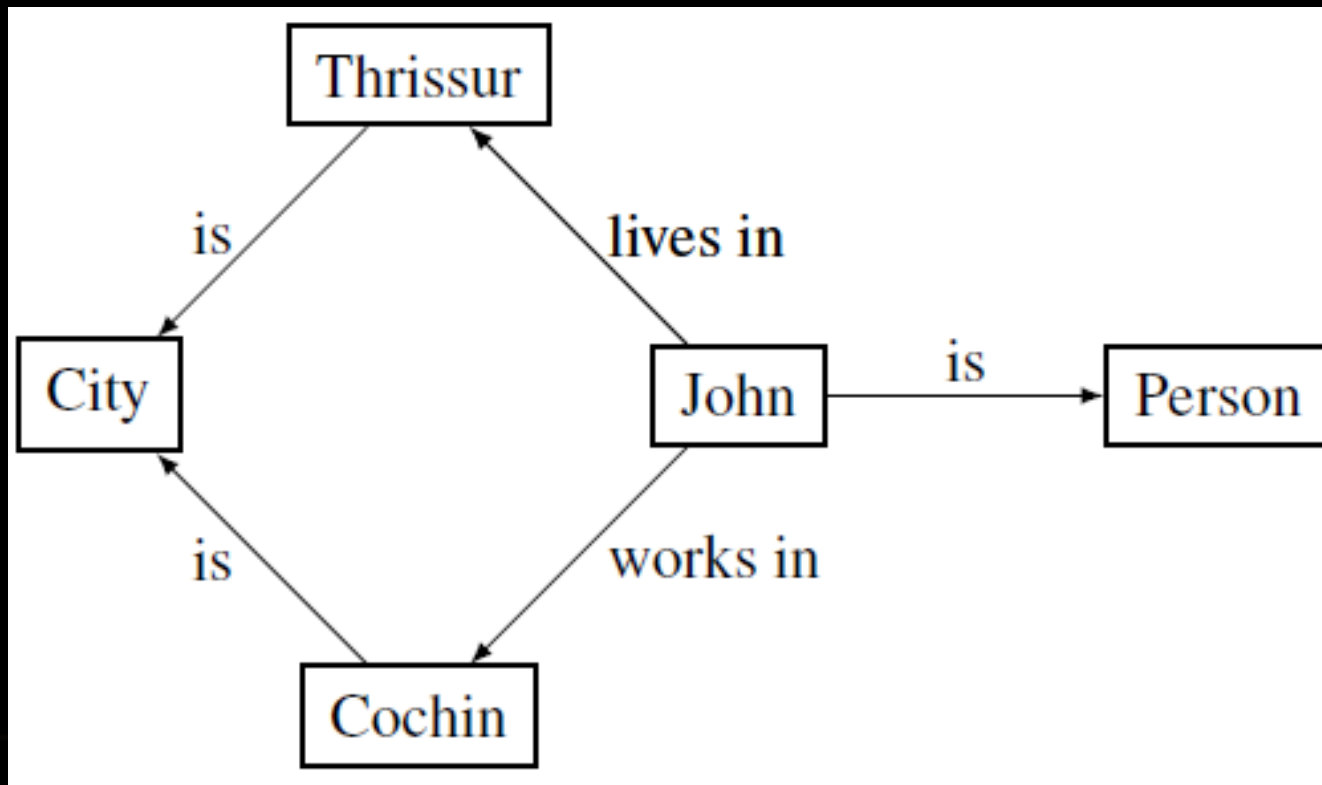 Thrissur
is
lives in
City
John
is
Person
is
works in
Cochin